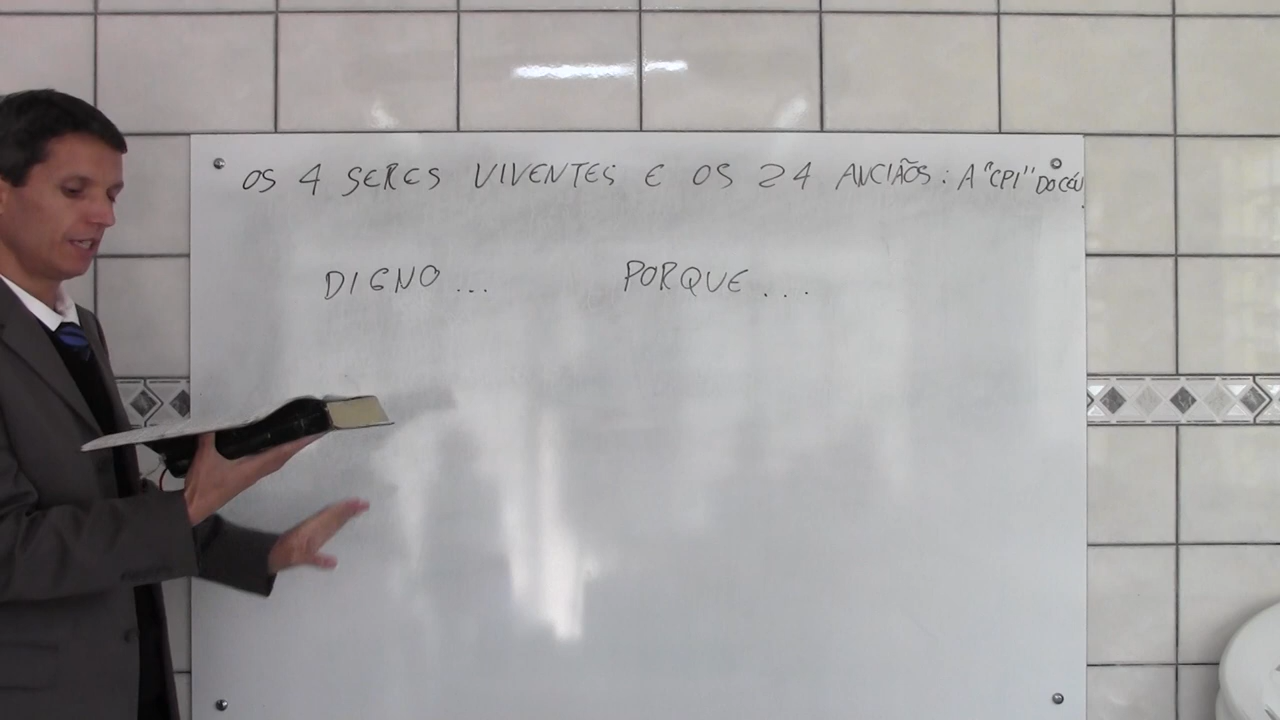 OS 4 SERES VIVENTES E OS 24 ANCIÃOS: A "CPI" DO CÉU.
DIGNO... PORQUE...